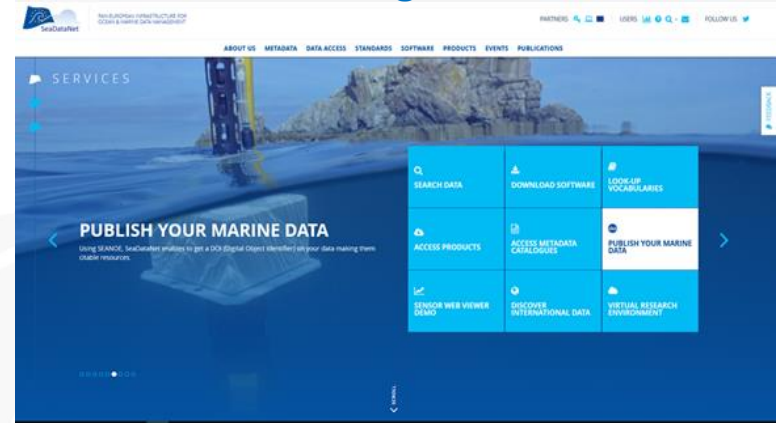 SeaDataNet
PAN-EUROPEAN INFRASTRUCTURE FOR
OCEAN & MARINE DATA MANAGEMENT
PARTNERS
USERS
FOLLOW US
ABOUT US METADATA DATA ACCESS STANDARDS SOFTWARE PRODUCTS EVENTS PUBLICATIONS
SERVICES
FEEDBACK
SEARCH DATA
DOWNLOAD SOFTWARE
LOOK-UP
VOCABULARIES
PUBLISH YOUR MARINE DATA
Using SEANOE, SeaDataNet enables to get a DOI (Digital Object Identifier) on your data making them
citable resources
ACCESS PRODUCTS
ACCESS METADATA
CATALOGUES
PUBLISH YOUR MARINE
DATA
SENSOR WEB VIEWER
DEMO
DISCOVER
INTERNATIONAL DATA
VIRTUAL RESEARCH
ENVIRONMENT
SCROLL